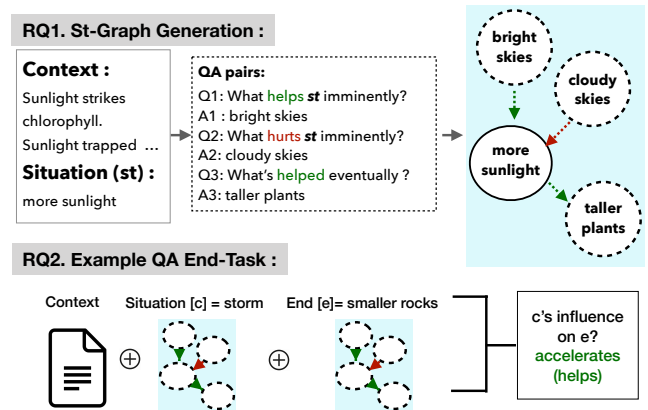 RQ1. St-Graph Generation :
Context :
Sunlight strikes
chlorophyll.
Sunlight trapped ...
Situation (st) :
more sunlight
QA pairs:
Q1: What helps st imminently?
A1 : bright skies
Q2: What hurts st imminently?
A2: cloudy skies
Q3: What's helped eventually ?
A3: taller plants
bright
skies
cloudy
skies
more
sunlight
taller
plants
RQ2. Example QA End-Task :
Context
Situation [c] = storm
End [e]= smaller rocks
c's influence
on e?
accelerates
(helps)